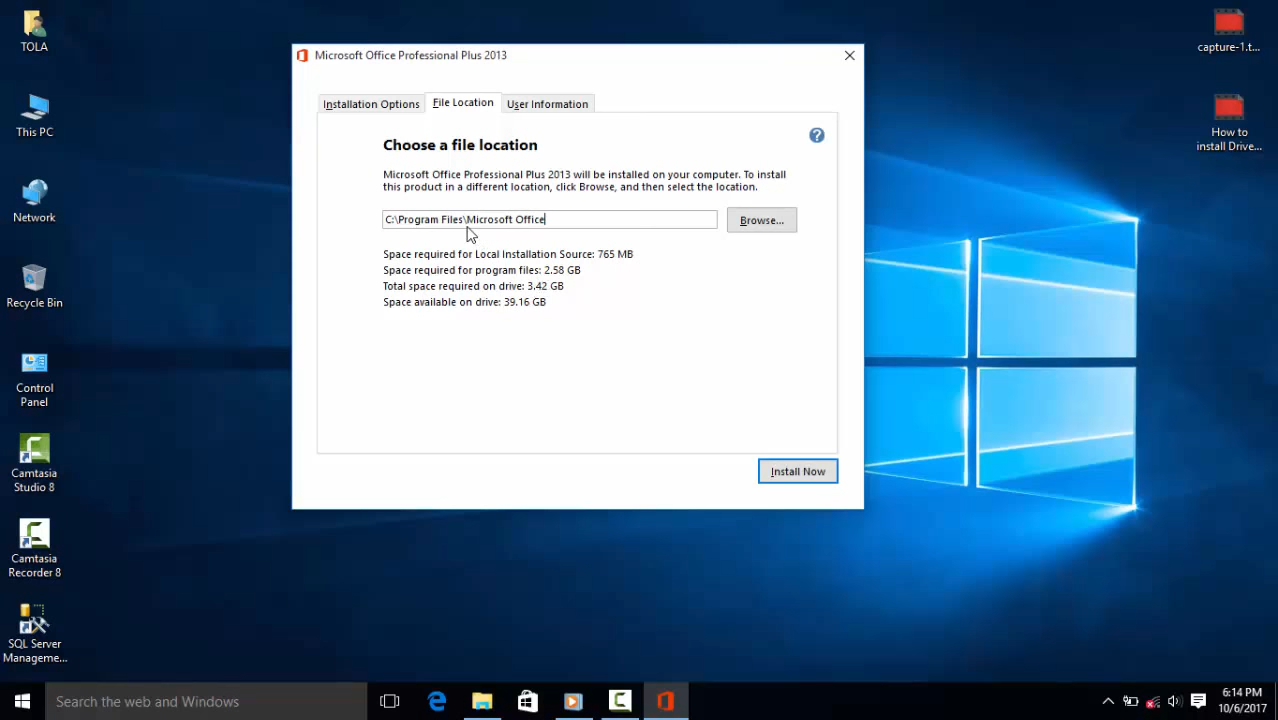 TOLA
This PC
Network
Recycle Bin
Control
Panel
Camtasia
Studio 8
Camtasia
Recorder 8
SQL Server
Manageme...
capture-1.t...
How to
install Drive...
Microsoft Office Professional Plus 2013
Installation Options
File Location
User Information
Choose a file location
Microsoft Office Professional Plus 2013 will be installed on your computer. To install
this product in a different location, click Browse, and then select the location.
C:\Program Files\Microsoft Office
Browse...
Space required for Local Installation Source: 765 MB
Space required for program files: 2.58 GB
Total space required on drive: 3.42 GB
Space available on drive: 39.16 GB
Install Now
Search the web and Windows
6:14 PM
10/6/2017